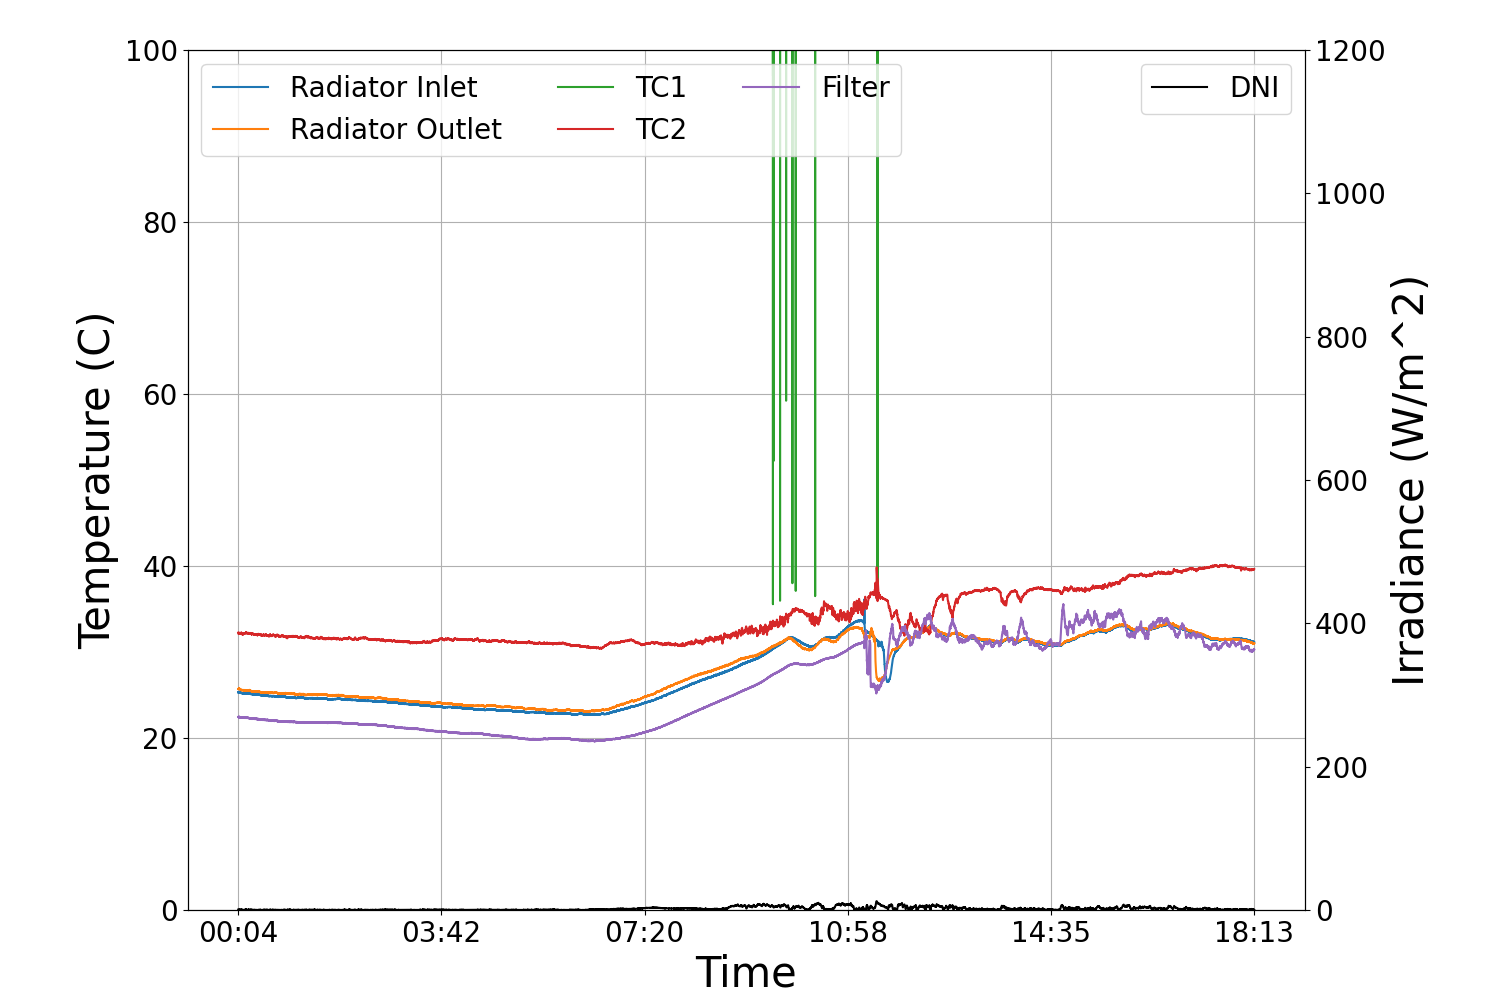 100
80
60
40
20
0
Temperature (C)
Radiator Inlet
Radiator Outlet
TC1
TC2
Filter
DNI
1200
1000
800
600
400
200
0
Irradiance (W/m^2)
00:04 03:42 07:20 10:58 14:35 18:13
Time